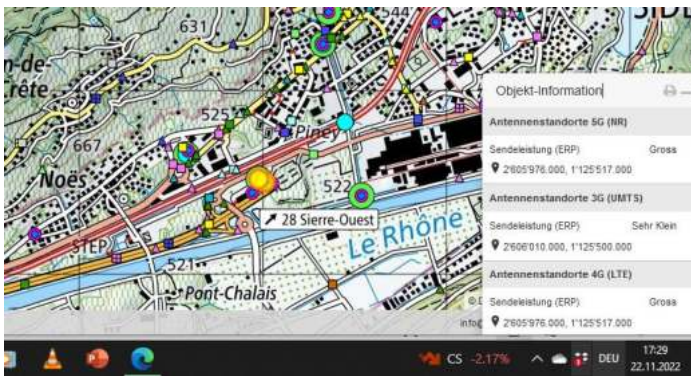 631
544
SIDE
n-de-
Crête
525
Piney
667
Noës
522
28 Sierre-Ouest
Le Rhône
STEP
521
Pont-Chalais
info@
Objekt-Information
Antennenstandorte 5G (NR)
Sendeleistung (ERP) Gross
2'605'976.000, 1'125'517.000
Antennenstandorte 3G (UMTS)
Sendeleistung (ERP) Sehr Klein
2'606'010.000, 1'125'500.000
Antennenstandorte 4G (LTE)
Sendeleistung (ERP) Gross
2'605'976.000, 1'125'517.000
CS -2.17% DEU 17:29
22.11.2022